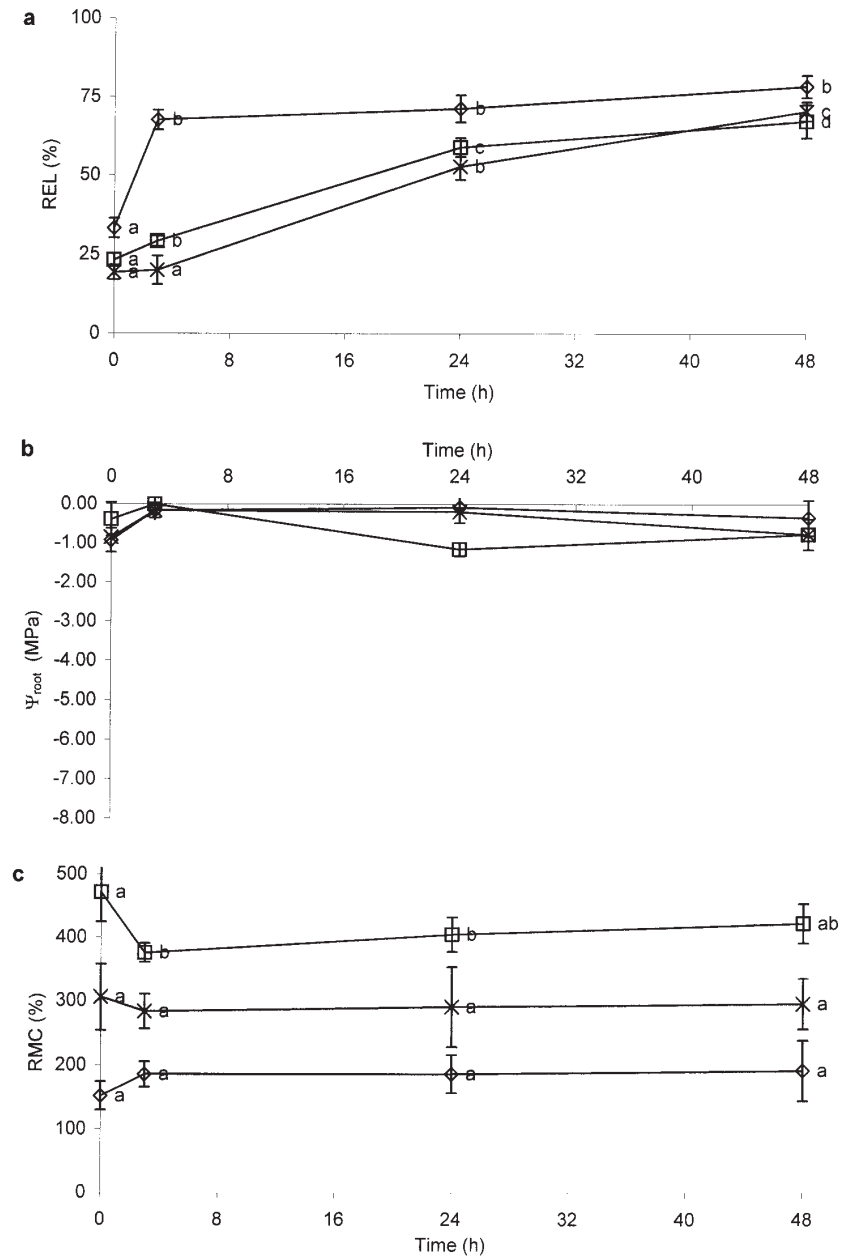 a
100
75
50
25
0
REL (%)
b
b
b
a
c
c
d
b
b
a
a
a
0 8 16 24 32 40 48
Time (h)
b
Time (h)
0 8 16 24 32 40 48
0.00
-1.00
-2.00
-3.00
-4.00
-5.00
-6.00
-7.00
-8.00
Ψroot (MPa)
c
500
400
300
200
100
0
RMC (%)
a
b
b
ab
a
a
a
a
a
a
a
a
0 8 16 24 32 40 48
Time (h)